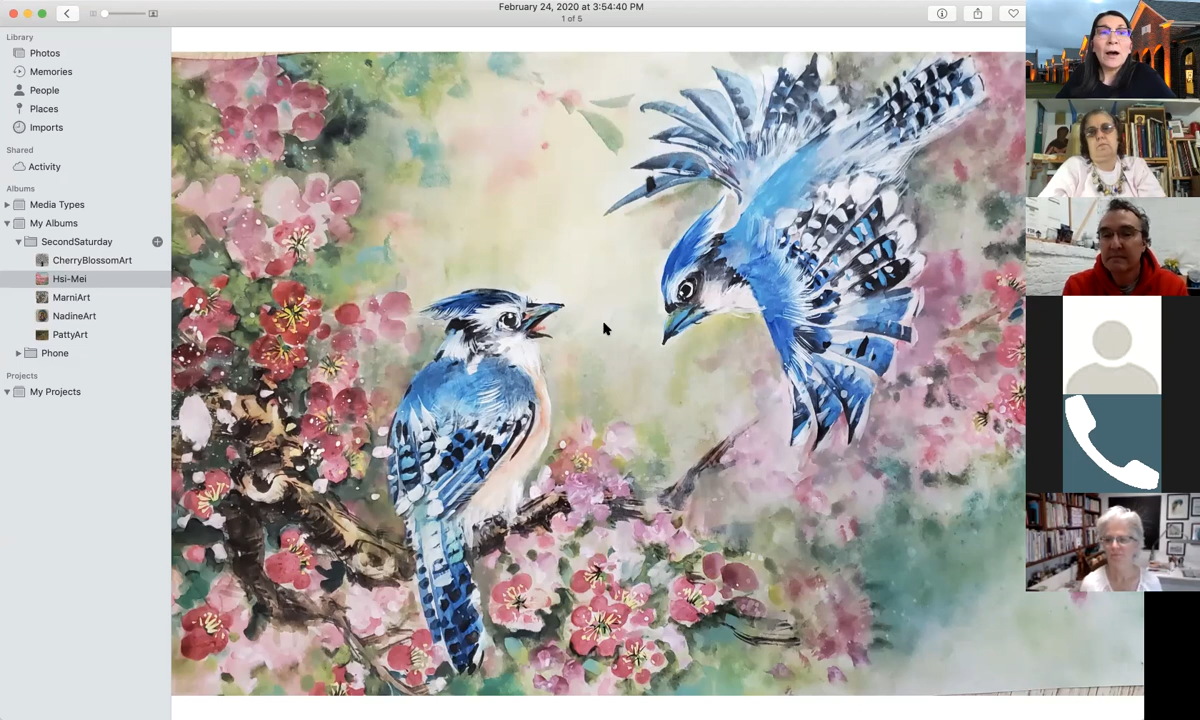 February 24, 2020 at 3:54:40 PM
1 of 5
Library
Photos
Memories
People
Places
Imports
Shared
Activity
Albums
Media Types
My Albums
SecondSaturday
CherryBlossomArt
Hsi-Mei
MarniArt
NadineArt
PattyArt
Phone
Projects
My Projects